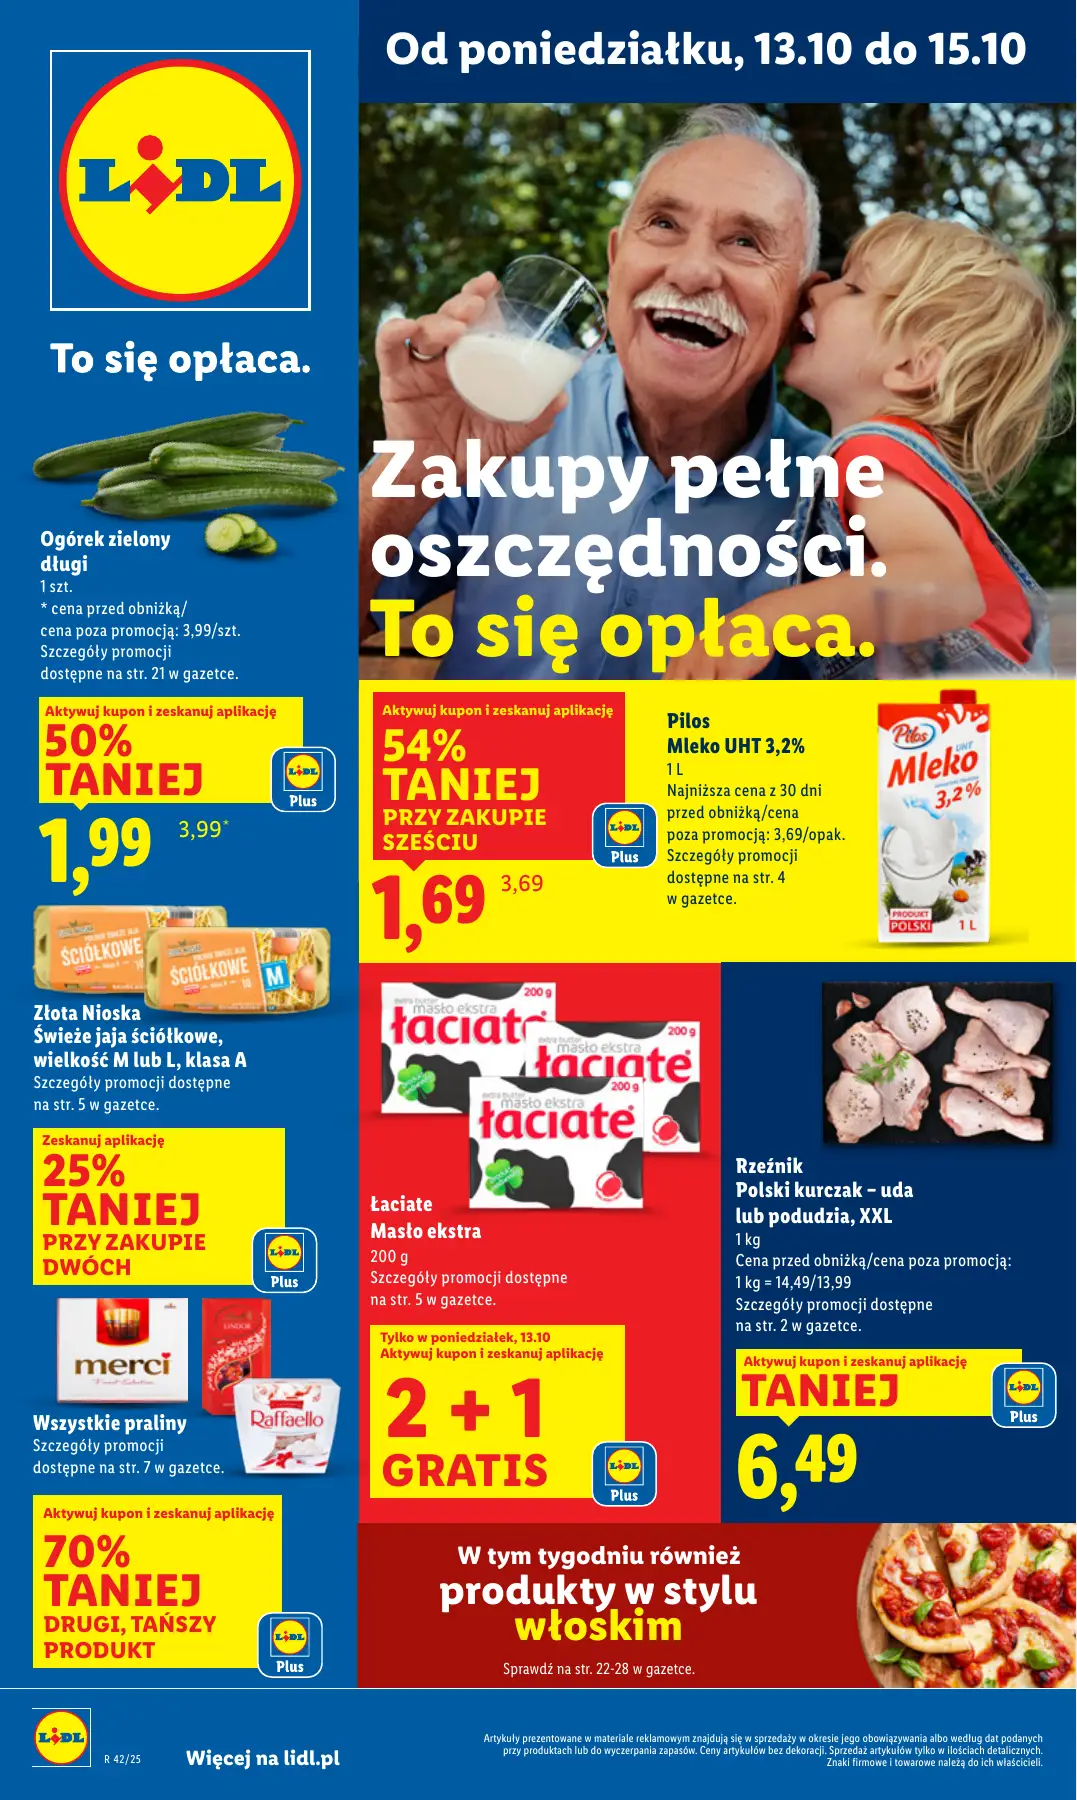 Od poniedziałku, 13.10 do 15.10
LIDL
To się opłaca.
Zakupy pełne
oszczędności.
To się opłaca.
Ogórek zielony
długi
1 szt.
* cena przed obniżką/
cena poza promocją: 3,99/szt.
Szczegóły promocji
dostępne na str. 21 w gazetce.
Aktywuj kupon i zeskanuj aplikację
50%
TANIEJ
LIDL
Plus
1,99
3,99*
ŚCIÓŁKOWE
ŚCIÓŁKOWE
M
Złota Nioska
Świeże jaja ściółkowe,
wielkość M lub L, klasa A
Szczegóły promocji dostępne
na str. 5 w gazetce.
Zeskanuj aplikację
25%
TANIEJ
PRZY ZAKUPIE
DWÓCH
LIDL
Plus
merci
Finest Selection
LINDOR
Raffaello
Wszystkie praliny
Szczegóły promocji
dostępne na str. 7 w gazetce.
Aktywuj kupon i zeskanuj aplikację
70%
TANIEJ
DRUGI, TAŃSZY
PRODUKT
LIDL
Plus
Aktywuj kupon i zeskanuj aplikację
54%
TANIEJ
PRZY ZAKUPIE
SZEŚCIU
LIDL
Plus
1,69
3,69
Pilos
Mleko UHT 3,2%
1 L
Najniższa cena z 30 dni
przed obniżką/cena
poza promocją: 3,69/opak.
Szczegóły promocji
dostępne na str. 4
w gazetce.
Pilos
UHT
Mleko
3,2%
PRODUKT
POLSKI
1 L
extra butter
200 g
masło ekstra
łaciate
masło ekstra
200 g
łaciate
extra butter
200 g
masło ekstra
łaciate
Łaciate
Masło ekstra
200 g
Szczegóły promocji dostępne
na str. 5 w gazetce.
Tylko w poniedziałek, 13.10
Aktywuj kupon i zeskanuj aplikację
2 + 1
GRATIS
LIDL
Plus
Rzeźnik
Polski kurczak – uda
lub podudzia, XXL
1 kg
Cena przed obniżką/cena poza promocją:
1 kg = 14,49/13,99
Szczegóły promocji dostępne
na str. 2 w gazetce.
Aktywuj kupon i zeskanuj aplikację
TANIEJ
LIDL
Plus
6,49
W tym tygodniu również
produkty w stylu
włoskim
Sprawdź na str. 22-28 w gazetce.
LIDL
R 42/25
Więcej na lidl.pl
Artykuły prezentowane w materiale reklamowym znajdują się w sprzedaży w okresie jego obowiązywania albo według dat podanych
przy produktach lub do wyczerpania zapasów. Ceny artykułów bez dekoracji. Sprzedaż artykułów tylko w ilościach detalicznych.
Znaki firmowe i towarowe należą do ich właścicieli.